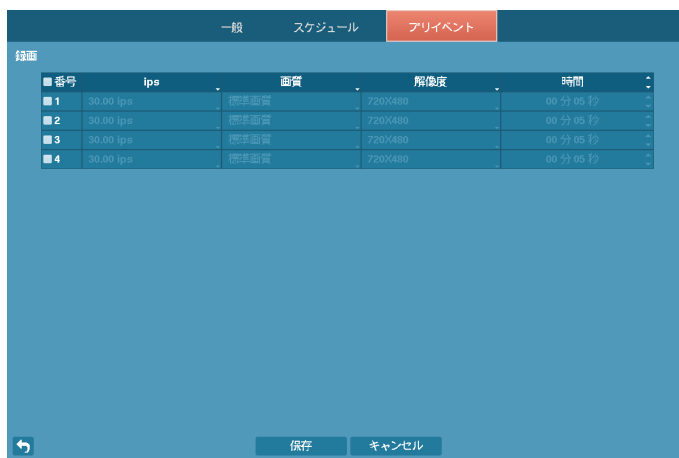 一般 スケジュール アリイベント
録画
番号 ips 画質 解像度 時間
1 30.00 ips 標準画質 720X480 00 分 05 秒
2 30.00 ips 標準画質 720X480 00 分 05 秒
3 30.00 ips 標準画質 720X480 00 分 05 秒
4 30.00 ips 標準画質 720X480 00 分 05 秒
保存 キャンセル